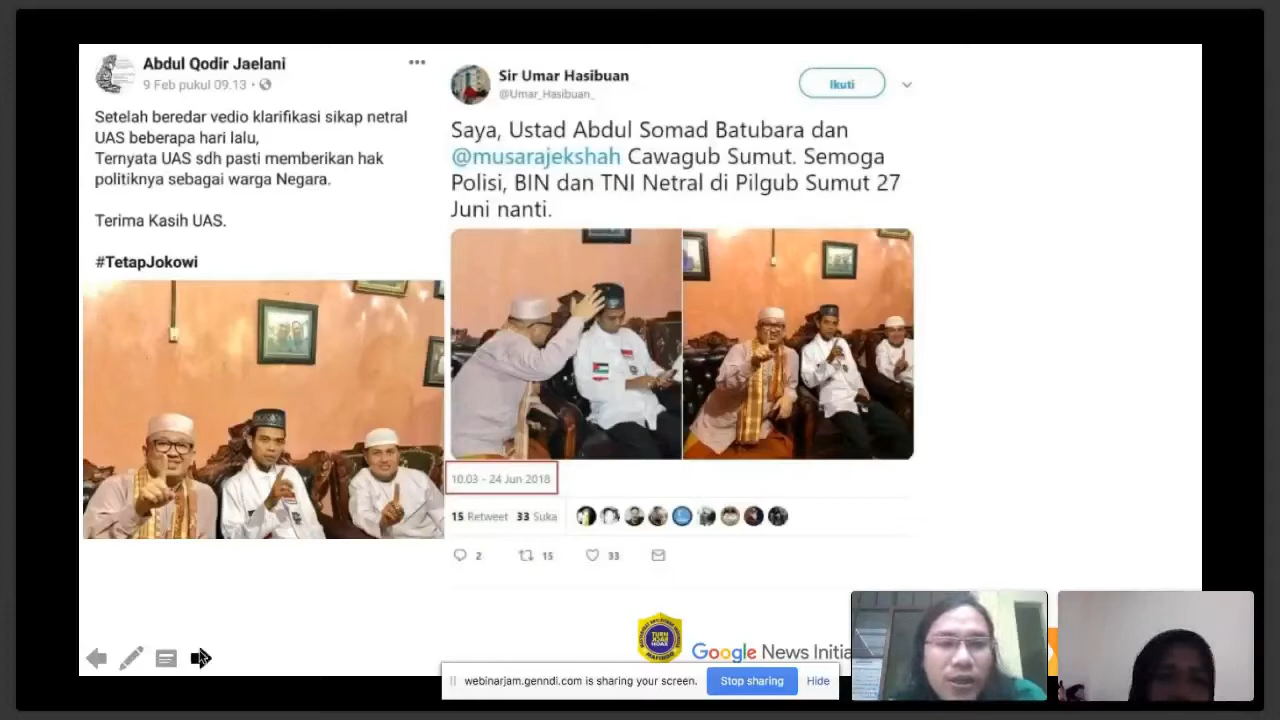 Abdul Qodir Jaelani
9 Feb pukul 09.13
Setelah beredar vedio klarifikasi sikap netral
UAS beberapa hari lalu,
Ternyata UAS sdh pasti memberikan hak
politiknya sebagai warga Negara.
Terima Kasih UAS.
#TetapJokowi
Sir Umar Hasibuan
@Umar_Hasibuan_
Ikuti
Saya, Ustad Abdul Somad Batubara dan
@musarajekshah Cawagub Sumut. Semoga
Polisi, BIN dan TNI Netral di Pilgub Sumut 27
Juni nanti.
10.03 - 24 Jun 2018
15 Retweet 33 Suka
2 15 33
TURN
HOAX
Google News Initia
webinarjam.genndi.com is sharing your screen.
Stop sharing
Hide